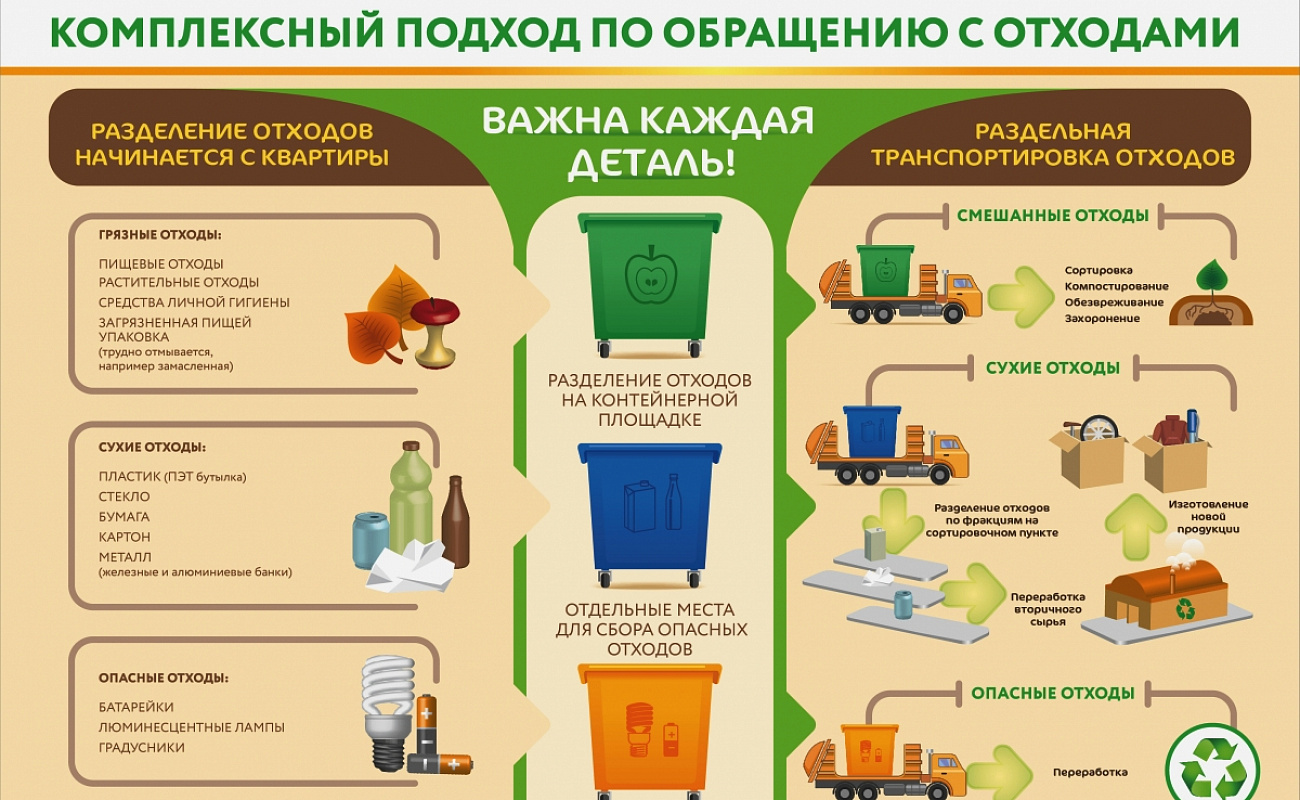 КОМПЛЕКСНЫЙ ПОДХОД ПО ОБРАЩЕНИЮ С ОТХОДАМИ
РАЗДЕЛЕНИЕ ОТХОДОВ
НАЧИНАЕТСЯ С КВАРТИРЫ
ВАЖНА КАЖДАЯ
ДЕТАЛЬ!
РАЗДЕЛЬНАЯ
ТРАНСПОРТИРОВКА ОТХОДОВ
ГРЯЗНЫЕ ОТХОДЫ:
ПИЩЕВЫЕ ОТХОДЫ
РАСТИТЕЛЬНЫЕ ОТХОДЫ
СРЕДСТВА ЛИЧНОЙ ГИГИЕНЫ
ЗАГРЯЗНЕННАЯ ПИЩЕЙ
УПАКОВКА
(трудно отмывается,
например замасленная)
СУХИЕ ОТХОДЫ:
ПЛАСТИК (ПЭТ бутылка)
СТЕКЛО
БУМАГА
КАРТОН
МЕТАЛЛ
(железные и алюминиевые банки)
ОПАСНЫЕ ОТХОДЫ:
БАТАРЕЙКИ
ЛЮМИНЕСЦЕНТНЫЕ ЛАМПЫ
ГРАДУСНИКИ
РАЗДЕЛЕНИЕ ОТХОДОВ
НА КОНТЕЙНЕРНОЙ
ПЛОЩАДКЕ
ОТДЕЛЬНЫЕ МЕСТА
ДЛЯ СБОРА ОПАСНЫХ
ОТХОДОВ
СМЕШАННЫЕ ОТХОДЫ
Сортировка
Компостирование
Обезвреживание
Захоронение
СУХИЕ ОТХОДЫ
Разделение отходов
по фракциям на
сортировочном пункте
Изготовление
новой
продукции
Переработка
вторичного
сырья
ОПАСНЫЕ ОТХОДЫ
Переработка